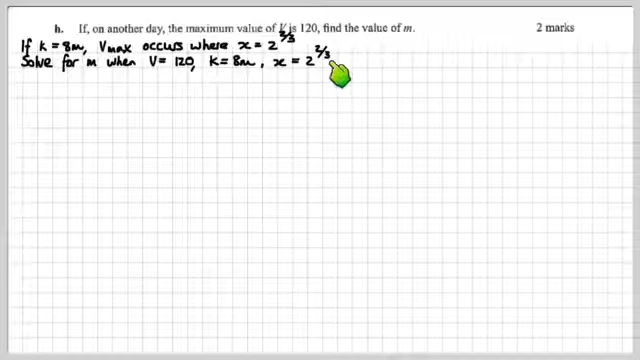 h. If, on another day, the maximum value of V is 120, find the value of m. 2 marks
If k = 8m, Vmax occurs where x = 2^2/3
Solve for m when V = 120, k = 8m, x = 2^2/3